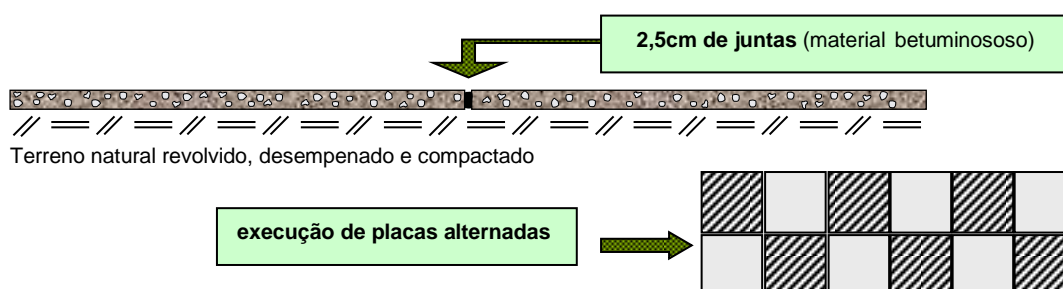 2,5cm de juntas (material betuminososo)
Terreno natural revolvido, desempenado e compactado
execução de placas alternadas